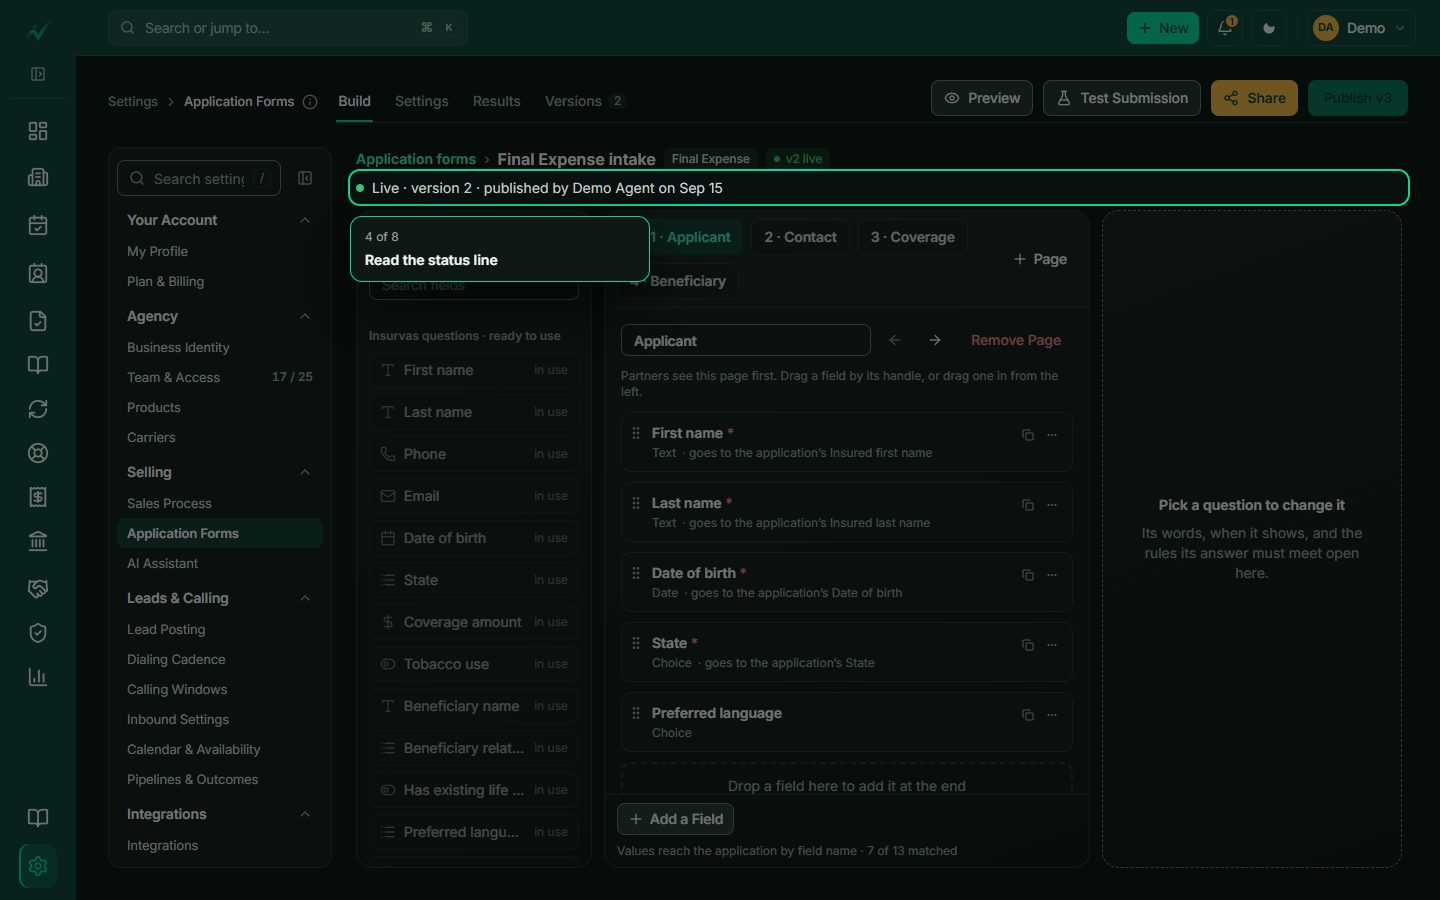 Search or jump to...
⌘ K
New
1
DA
Demo
Settings
Application Forms
Build
Settings
Results
Versions 2
Preview
Test Submission
Share
Publish v3
Search settin
/
Your Account
My Profile
Plan & Billing
Agency
Business Identity
Team & Access 17 / 25
Products
Carriers
Selling
Sales Process
Application Forms
AI Assistant
Leads & Calling
Lead Posting
Dialing Cadence
Calling Windows
Inbound Settings
Calendar & Availability
Pipelines & Outcomes
Integrations
Integrations
Application forms › Final Expense intake
Final Expense
v2 live
Live · version 2 · published by Demo Agent on Sep 15
4 of 8
Read the status line
Search fields
Insurvas questions · ready to use
First name in use
Last name in use
Phone in use
Email in use
Date of birth in use
State in use
Coverage amount in use
Tobacco use in use
Beneficiary name in use
Beneficiary relat... in use
Has existing life ... in use
Preferred langu... in use
1 · Applicant
2 · Contact
3 · Coverage
Beneficiary
Page
Applicant
Remove Page
Partners see this page first. Drag a field by its handle, or drag one in from the
left.
First name *
Text · goes to the application's Insured first name
Last name *
Text · goes to the application's Insured last name
Date of birth *
Date · goes to the application's Date of birth
State *
Choice · goes to the application's State
Preferred language
Choice
Drop a field here to add it at the end
Add a Field
Values reach the application by field name · 7 of 13 matched
Pick a question to change it
Its words, when it shows, and the
rules its answer must meet open
here.